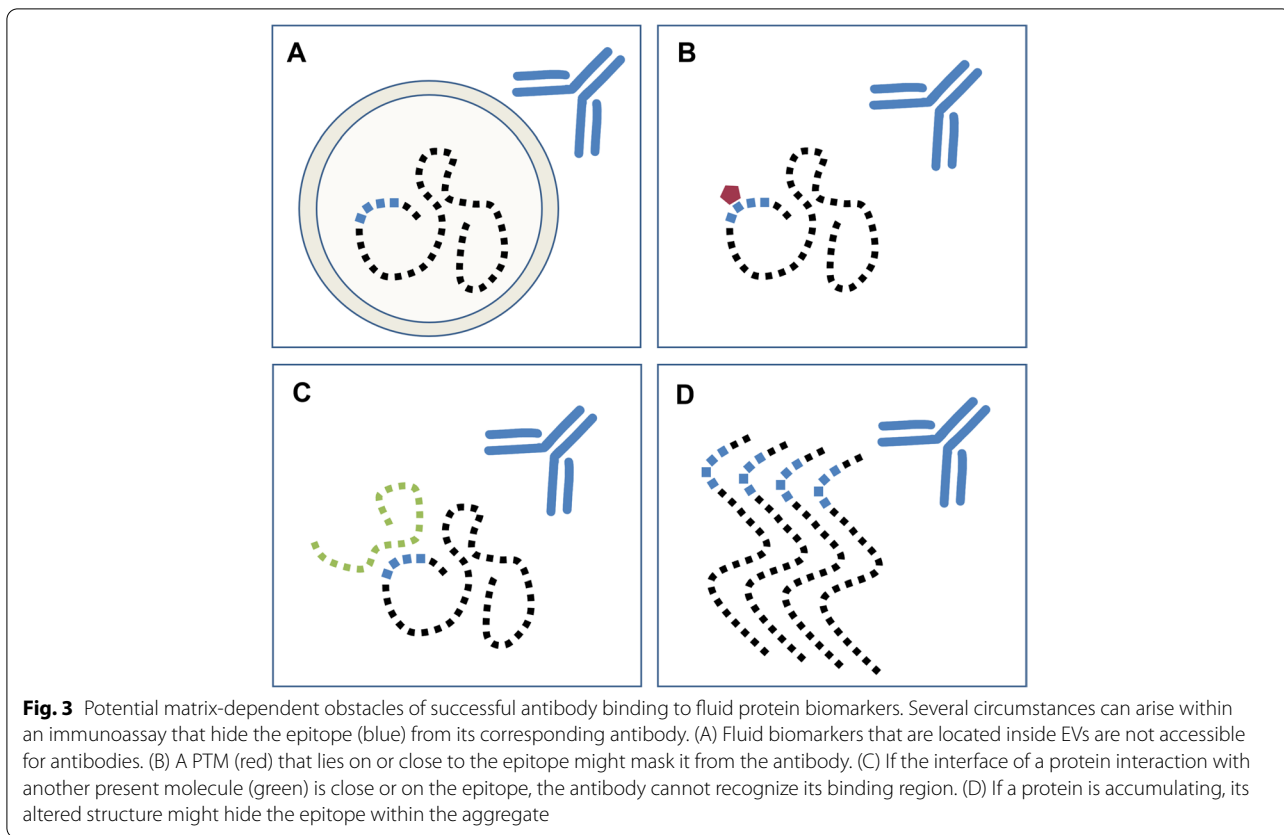 A
B
C
D
Fig. 3 Potential matrix-dependent obstacles of successful antibody binding to fluid protein biomarkers. Several circumstances can arise within
an immunoassay that hide the epitope (blue) from its corresponding antibody. (A) Fluid biomarkers that are located inside EVs are not accessible
for antibodies. (B) A PTM (red) that lies on or close to the epitope might mask it from the antibody. (C) If the interface of a protein interaction with
another present molecule (green) is close or on the epitope, the antibody cannot recognize its binding region. (D) If a protein is accumulating, its
altered structure might hide the epitope within the aggregate